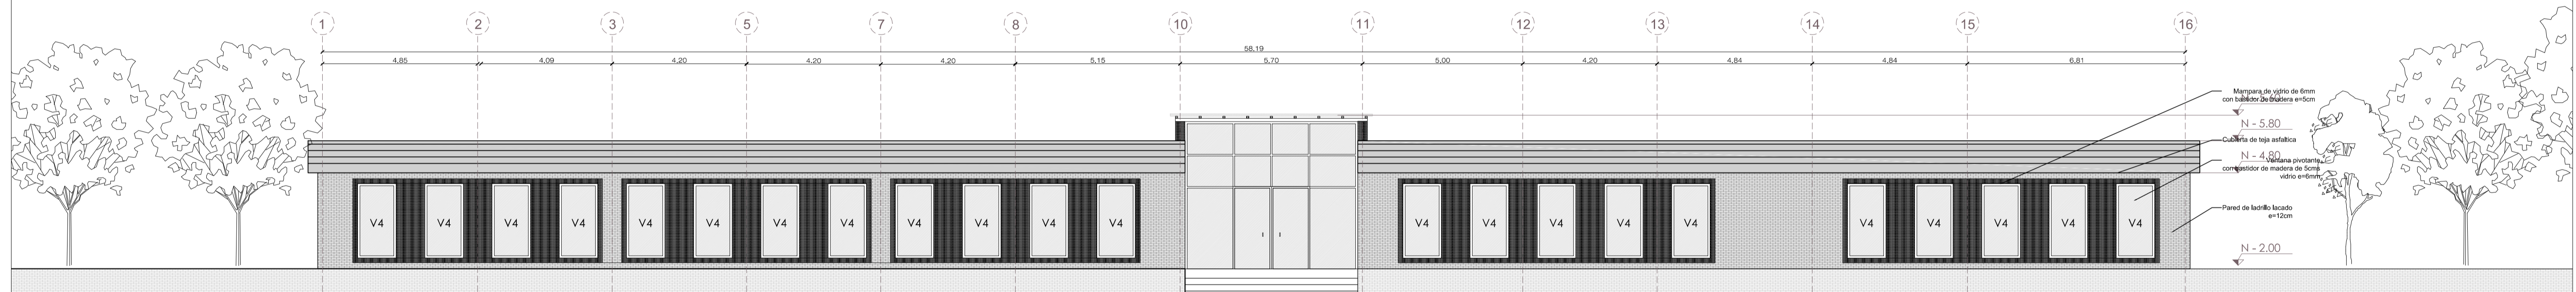 1 2 3 5 7 8 10 11 12 13 14 15 16
58,19
4,85 4,09 4,20 4,20 4,20 5,15 5,70 5,00 4,20 4,84 4,84 6,81
Mampara de vidrio de 6mm
con bastidor de madera e=5cm
N - 5.80
Cubierta de teja asfaltica
N - 4.80
Ventana pivotante
con bastidor de madera de 5cms
vidrio e=6mm
V4 V4 V4 V4 V4 V4 V4 V4 V4 V4 V4 V4 V4 V4 V4 V4 V4 V4 V4 V4 V4 V4
Pared de ladrillo lacado
e=12cm
N - 2.00